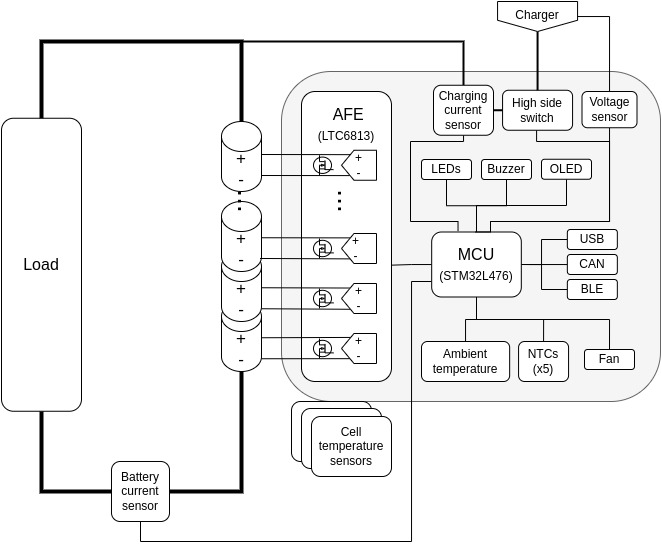 Charger
Charging
current
sensor
High side
switch
Voltage
sensor
AFE
(LTC6813)
+
-
+
-
LEDs
Buzzer
OLED
Load
+
-
+
-
MCU
(STM32L476)
USB
CAN
BLE
+
-
+
-
+
-
+
-
Ambient
temperature
NTCs
(x5)
Fan
Cell
temperature
sensors
Battery
current
sensor